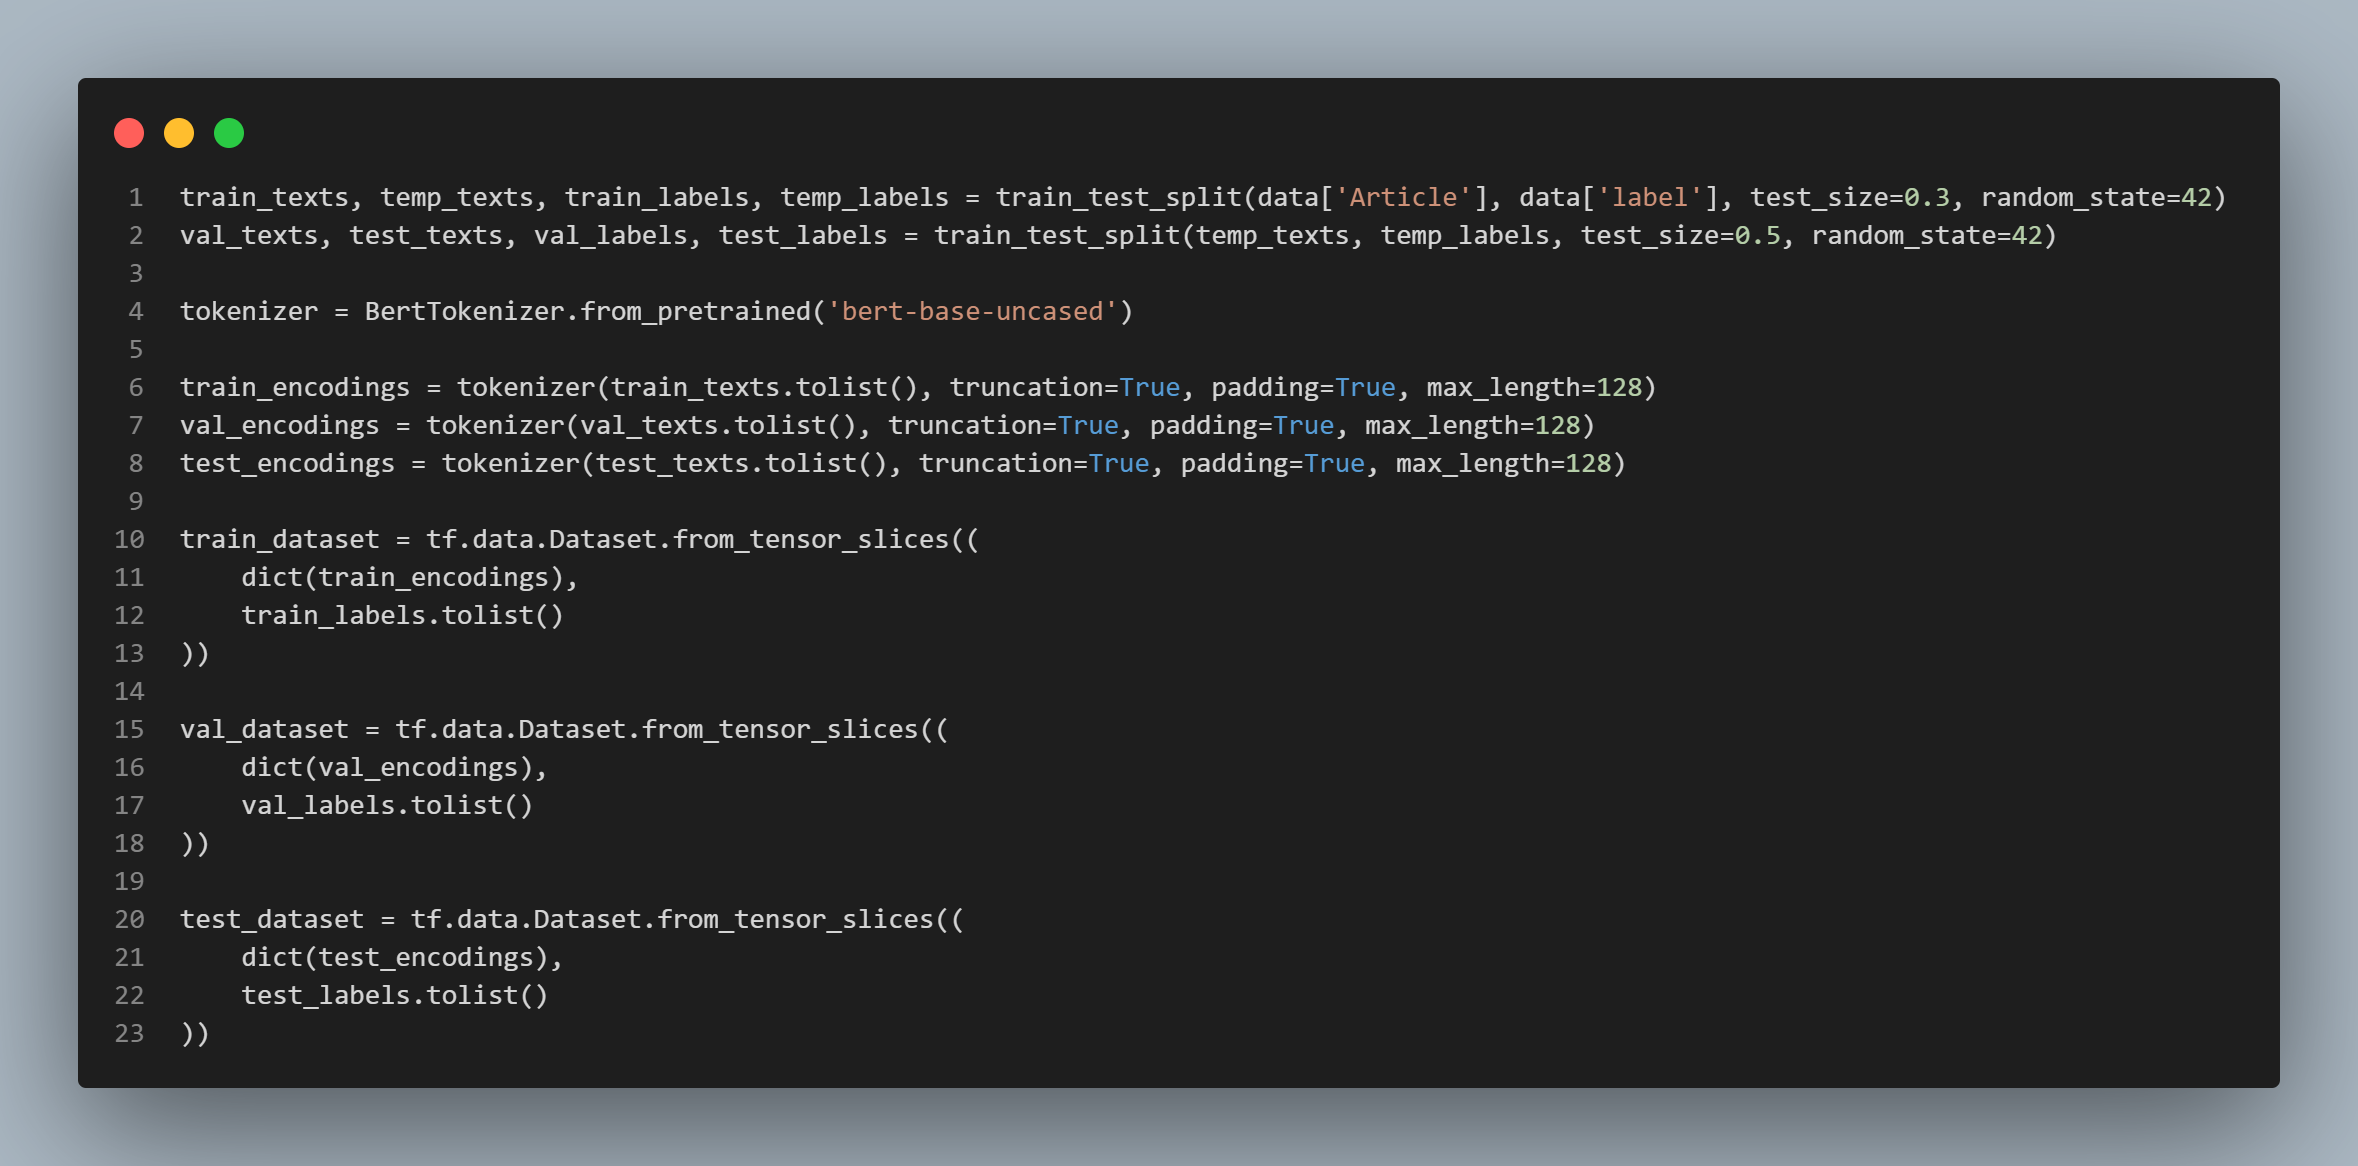 1 train_texts, temp_texts, train_labels, temp_labels = train_test_split(data['Article'], data['label'], test_size=0.3, random_state=42)
2 val_texts, test_texts, val_labels, test_labels = train_test_split(temp_texts, temp_labels, test_size=0.5, random_state=42)
3
4 tokenizer = BertTokenizer.from_pretrained('bert-base-uncased')
5
6 train_encodings = tokenizer(train_texts.tolist(), truncation=True, padding=True, max_length=128)
7 val_encodings = tokenizer(val_texts.tolist(), truncation=True, padding=True, max_length=128)
8 test_encodings = tokenizer(test_texts.tolist(), truncation=True, padding=True, max_length=128)
9
10 train_dataset = tf.data.Dataset.from_tensor_slices((
11     dict(train_encodings),
12     train_labels.tolist()
13 ))
14
15 val_dataset = tf.data.Dataset.from_tensor_slices((
16     dict(val_encodings),
17     val_labels.tolist()
18 ))
19
20 test_dataset = tf.data.Dataset.from_tensor_slices((
21     dict(test_encodings),
22     test_labels.tolist()
23 ))